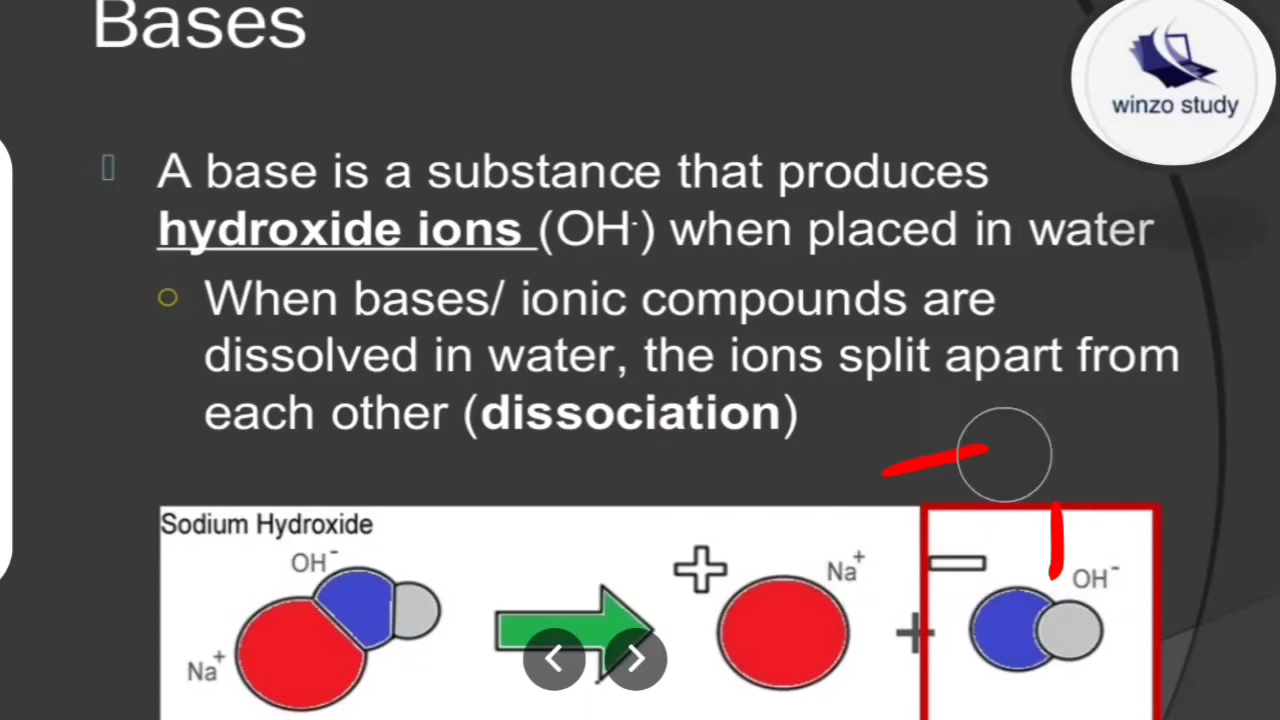 Bases
winzo study
A base is a substance that produces
hydroxide ions (OH-) when placed in water
When bases/ ionic compounds are
dissolved in water, the ions split apart from
each other (dissociation)
Sodium Hydroxide
OH⁻
Na⁺
+
Na⁺
+
−
OH⁻